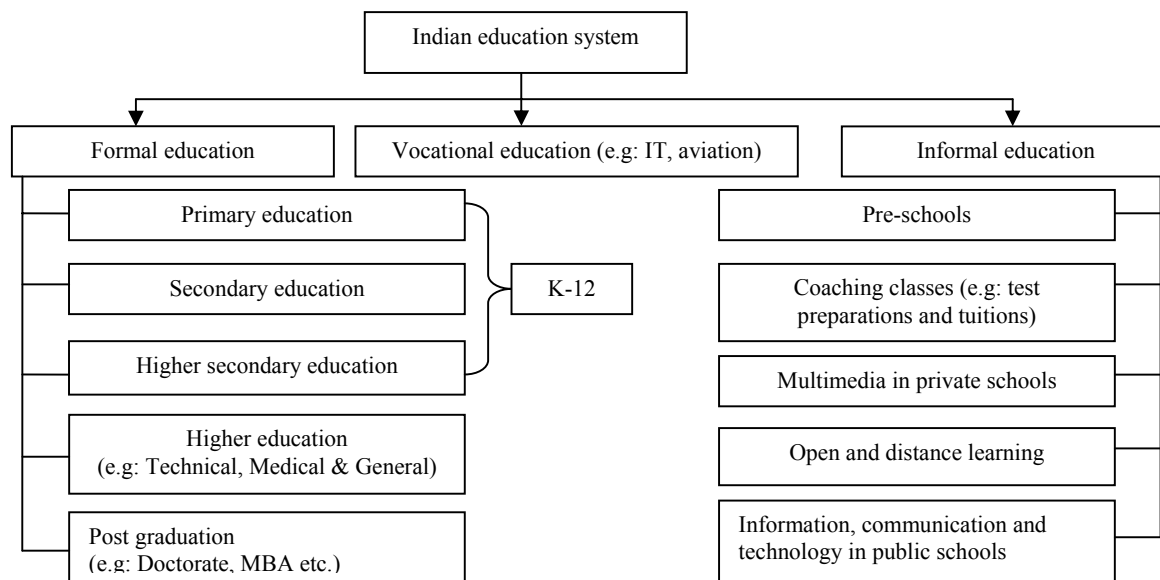 Indian education system
Formal education
Vocational education (e.g: IT, aviation)
Informal education
Primary education
Secondary education
Higher secondary education
K-12
Higher education
(e.g: Technical, Medical & General)
Post graduation
(e.g: Doctorate, MBA etc.)
Pre-schools
Coaching classes (e.g: test
preparations and tuitions)
Multimedia in private schools
Open and distance learning
Information, communication and
technology in public schools